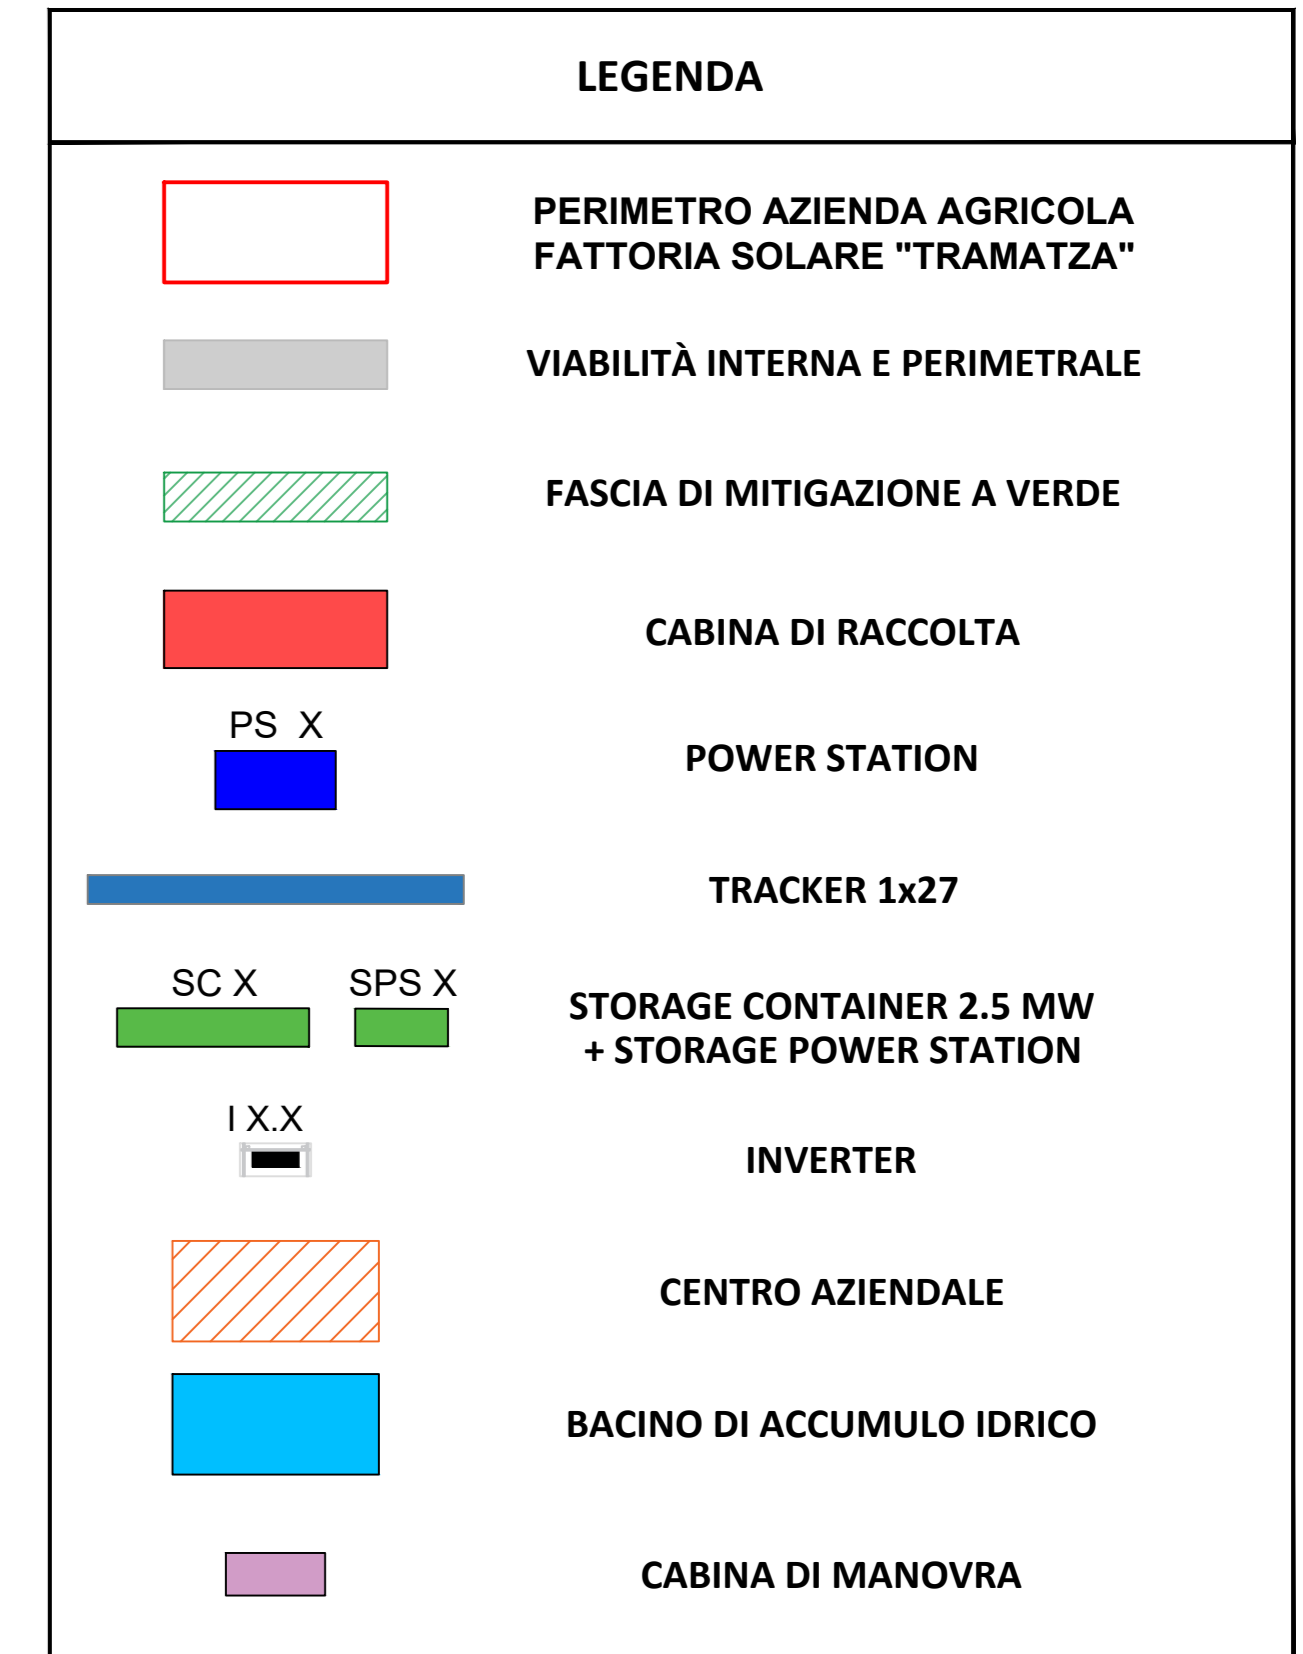 LEGENDA
PERIMETRO AZIENDA AGRICOLA
FATTORIA SOLARE "TRAMATZA"
VIABILITÀ INTERNA E PERIMETRALE
FASCIA DI MITIGAZIONE A VERDE
CABINA DI RACCOLTA
PS X
POWER STATION
TRACKER 1x27
SC X
SPS X
STORAGE CONTAINER 2.5 MW
+ STORAGE POWER STATION
I X.X
INVERTER
CENTRO AZIENDALE
BACINO DI ACCUMULO IDRICO
CABINA DI MANOVRA